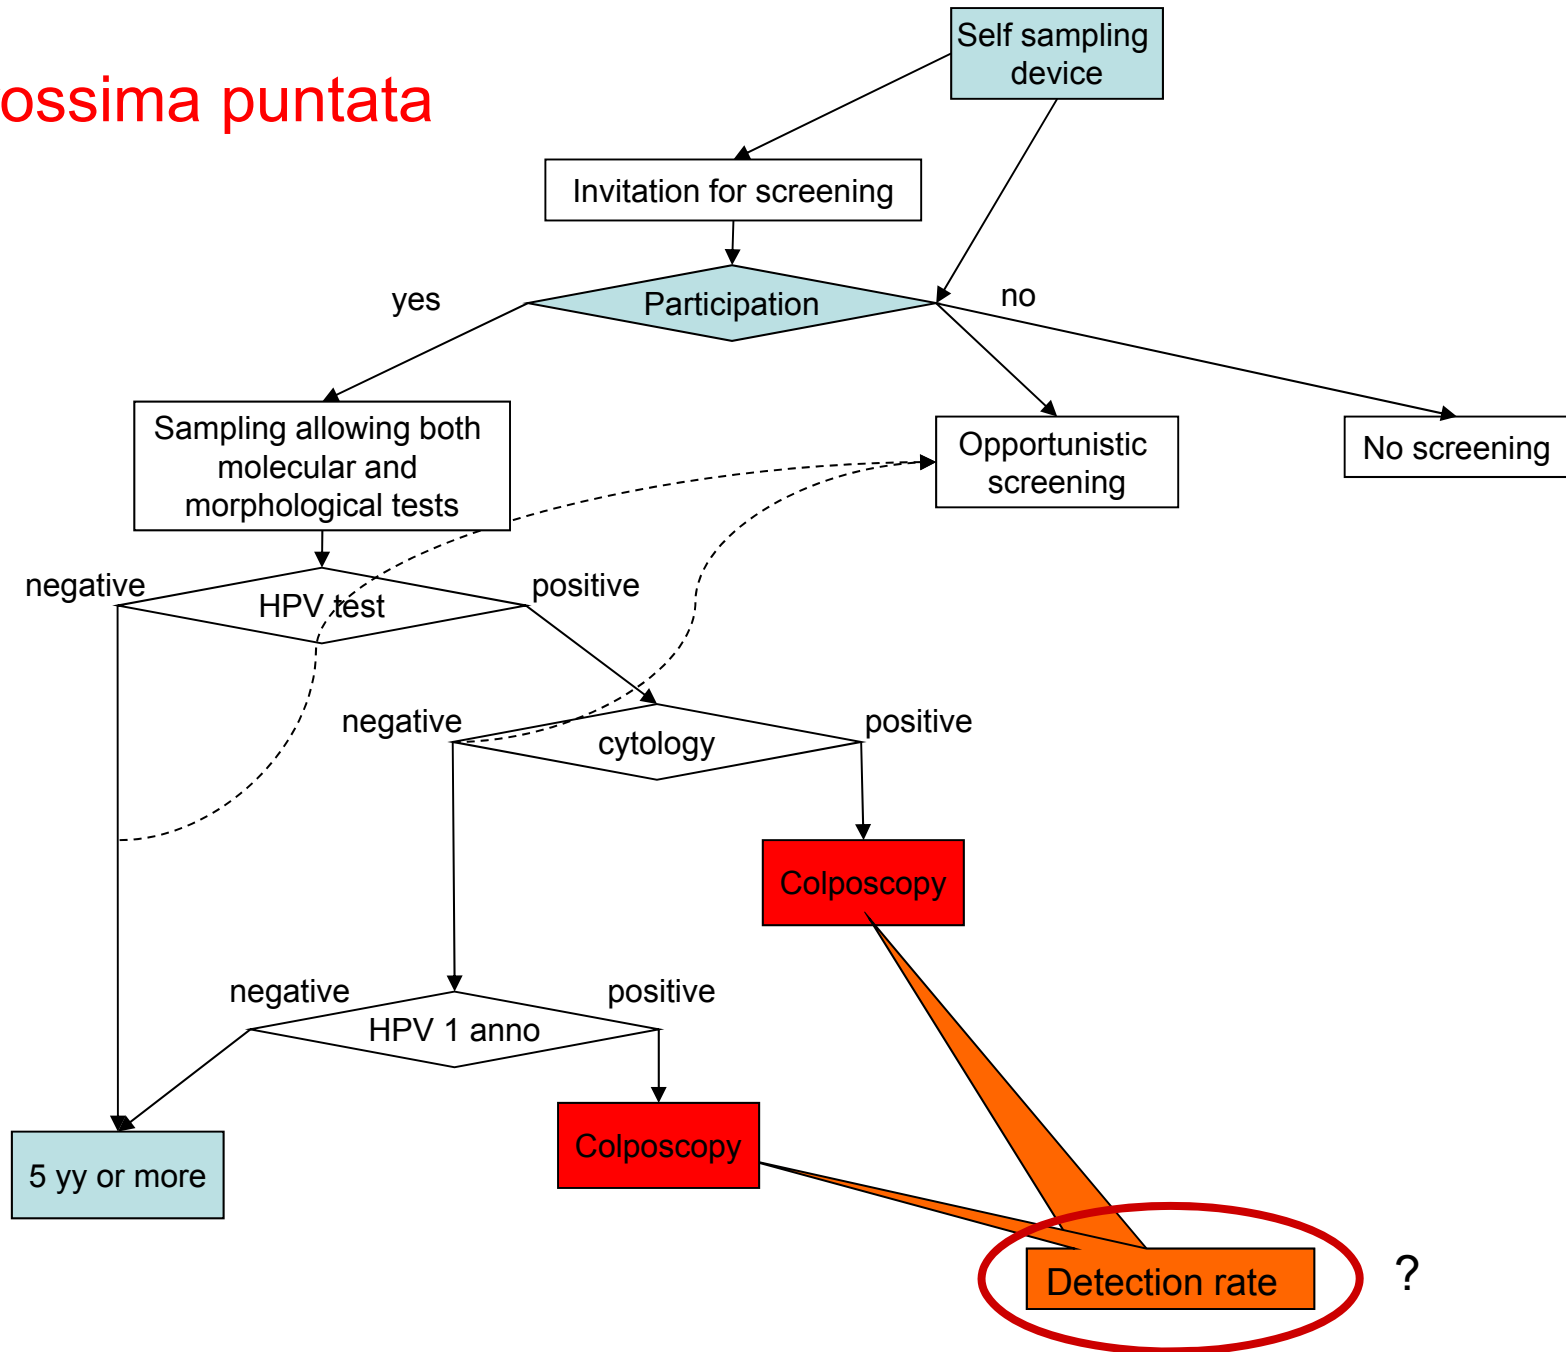 Self sampling
device
ossima puntata
Invitation for screening
yes
Participation
no
Sampling allowing both
molecular and
morphological tests
Opportunistic
screening
No screening
negative
HPV test
positive
negative
cytology
positive
Colposcopy
negative
HPV 1 anno
positive
Colposcopy
5 yy or more
Detection rate
?